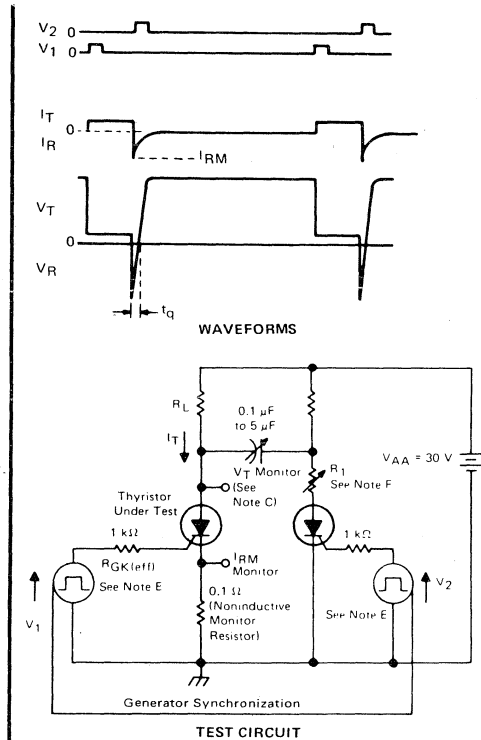 V2 0
V1 0
IT
0
IR
IRM
VT
0
VR
tq
WAVEFORMS
RL
0.1 µF
to 5 µF
IT
VT Monitor
(See
Note C)
R1
See Note F
VAA = 30 V
Thyristor
Under Test
1 kΩ
1 kΩ
RGK(eff)
See Note E
IRM
Monitor
V1
0.1 Ω
(Noninductive
Monitor
Resistor)
See Note E
V2
Generator Synchronization
TEST CIRCUIT